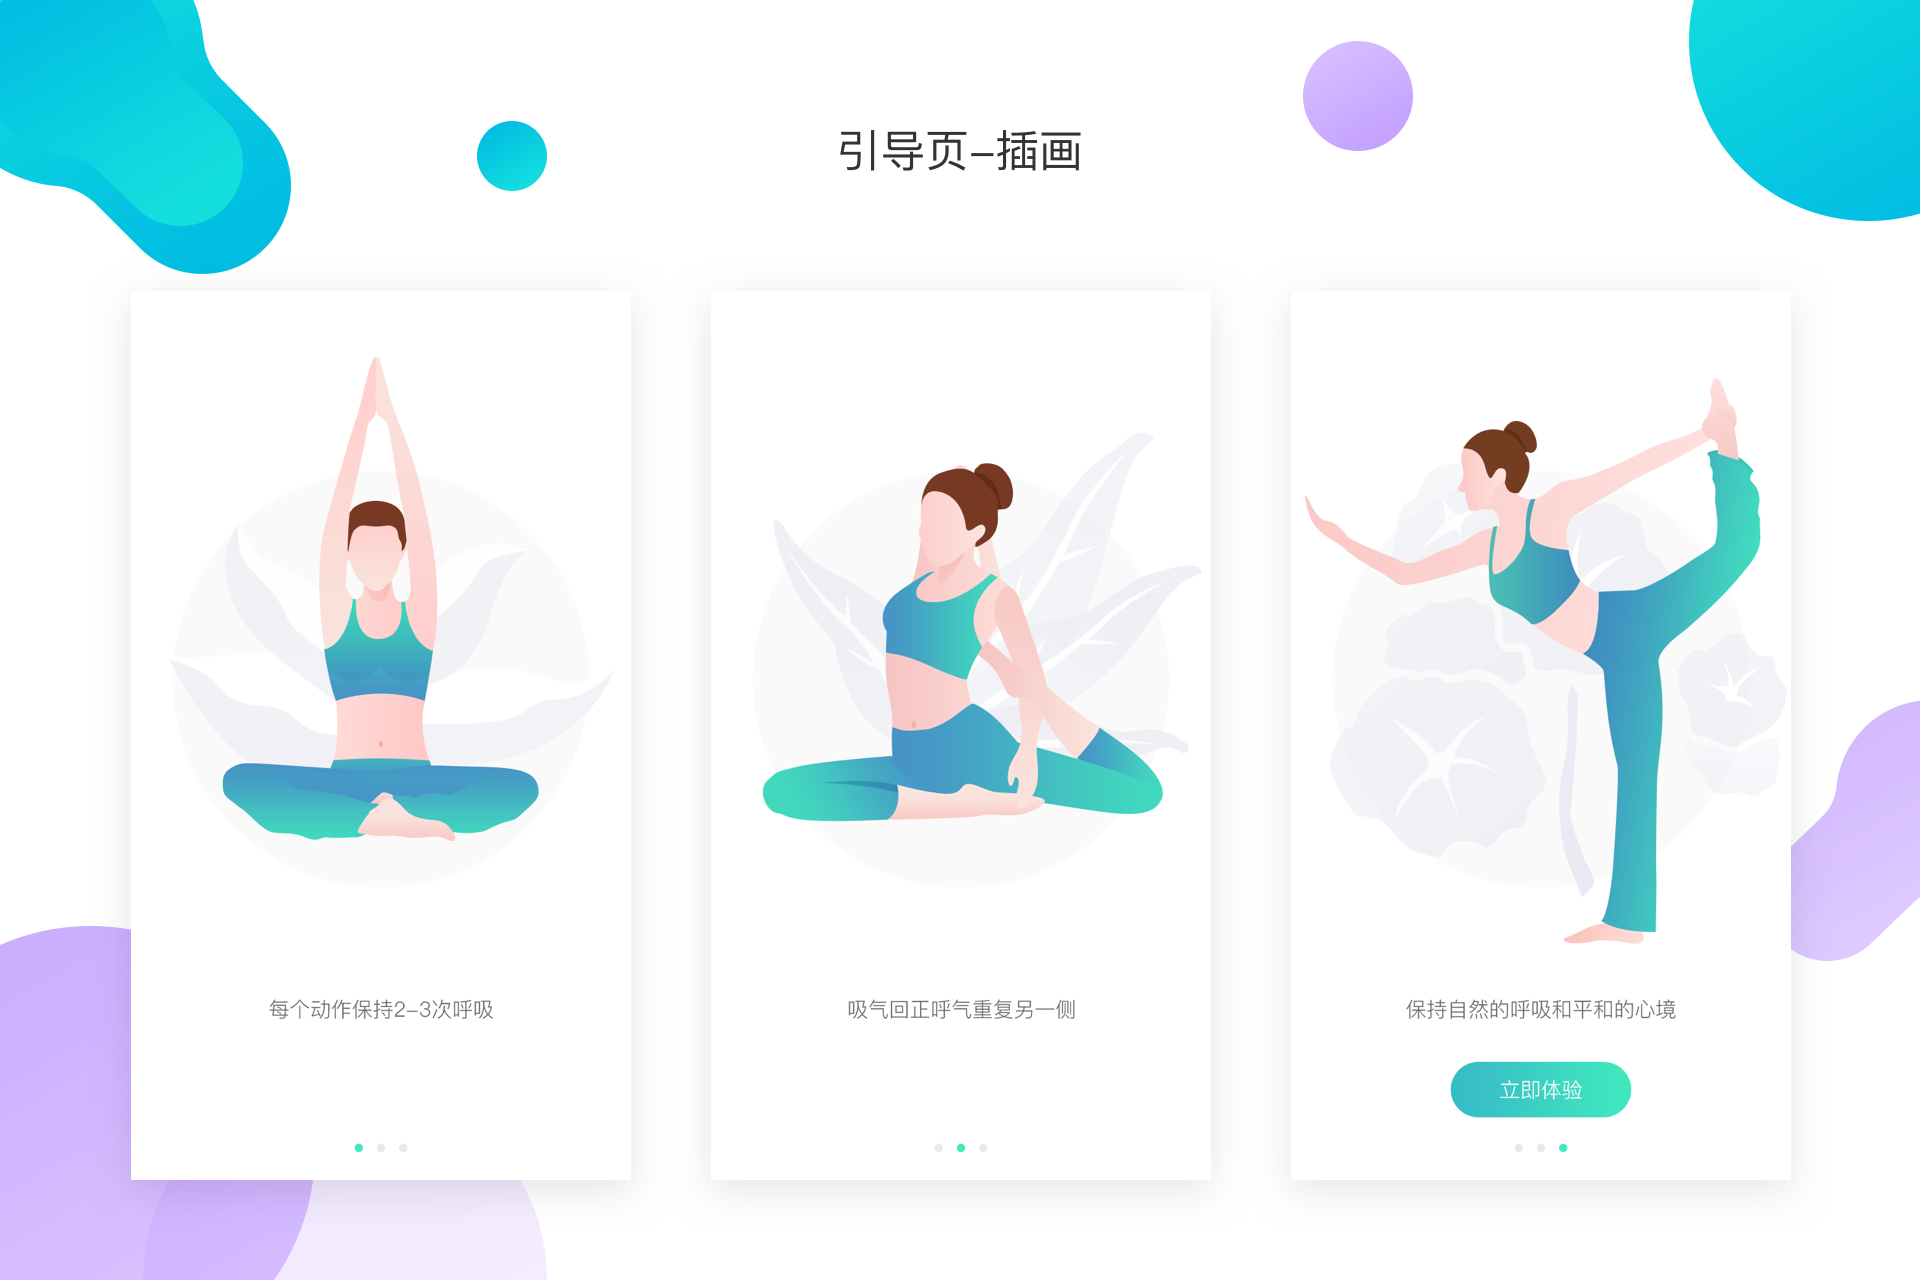 引导页-插画
每个动作保持2-3次呼吸
吸气回正呼气重复另一侧
保持自然的呼吸和平和的心境
立即体验